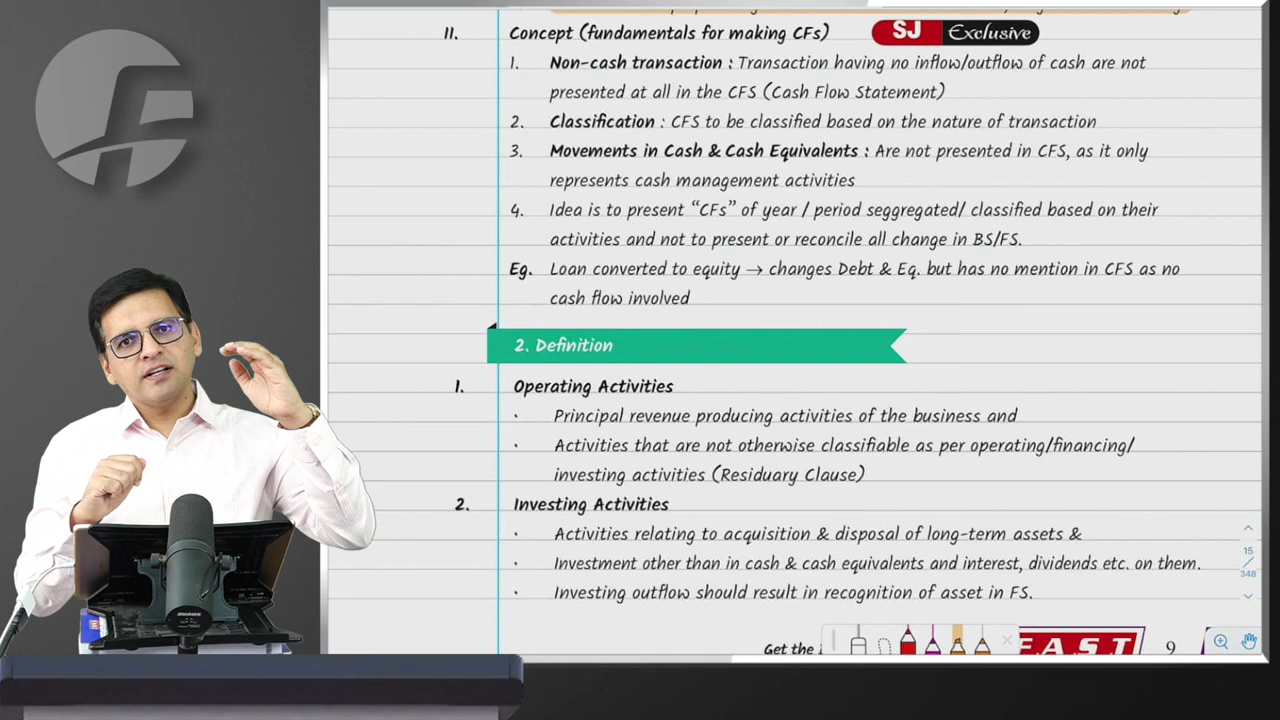 II. Concept (fundamentals for making CFs) SJ Exclusive
1. Non-cash transaction : Transaction having no inflow/outflow of cash are not
presented at all in the CFS (Cash Flow Statement)
2. Classification : CFS to be classified based on the nature of transaction
3. Movements in Cash & Cash Equivalents : Are not presented in CFS, as it only
represents cash management activities
4. Idea is to present “CFs” of year / period seggregated/ classified based on their
activities and not to present or reconcile all change in BS/FS.
Eg. Loan converted to equity → changes Debt & Eq. but has no mention in CFS as no
cash flow involved
2. Definition
1. Operating Activities
· Principal revenue producing activities of the business and
· Activities that are not otherwise classifiable as per operating/financing/
investing activities (Residuary Clause)
2. Investing Activities
· Activities relating to acquisition & disposal of long-term assets &
· Investment other than in cash & cash equivalents and interest, dividends etc. on them.
· Investing outflow should result in recognition of asset in FS.
15
/
348
Get the
F.A.S.T
9